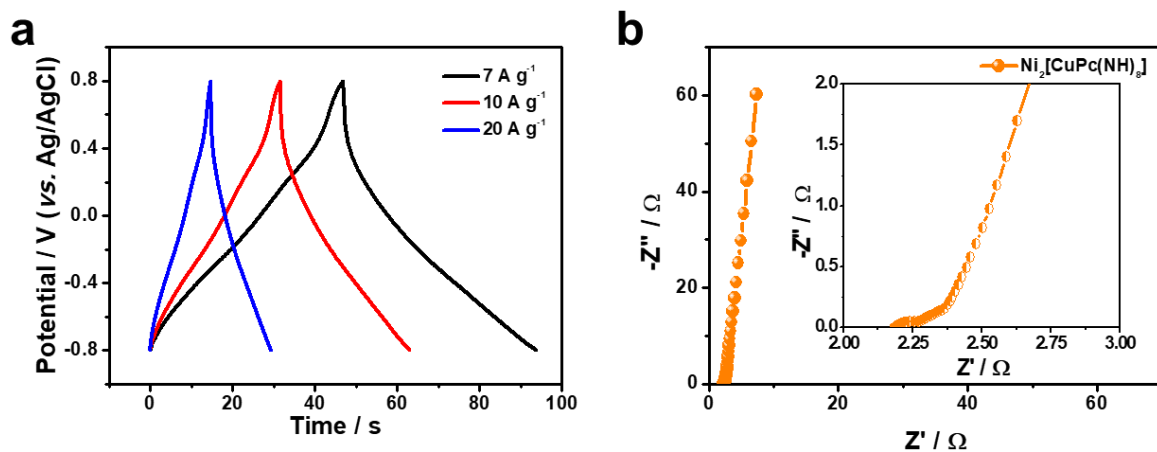 a
Potential / V (vs. Ag/AgCl)
0.8
0.4
0.0
-0.4
-0.8
7 A g⁻¹
10 A g⁻¹
20 A g⁻¹
0
20
40
60
80
100
Time / s
b
-Z'' / Ω
60
40
20
0
0
20
40
60
Z' / Ω
Ni₂[CuPc(NH)₈]
-Z'' / Ω
2.0
1.5
1.0
0.5
0.0
2.00
2.25
2.50
2.75
3.00
Z' / Ω